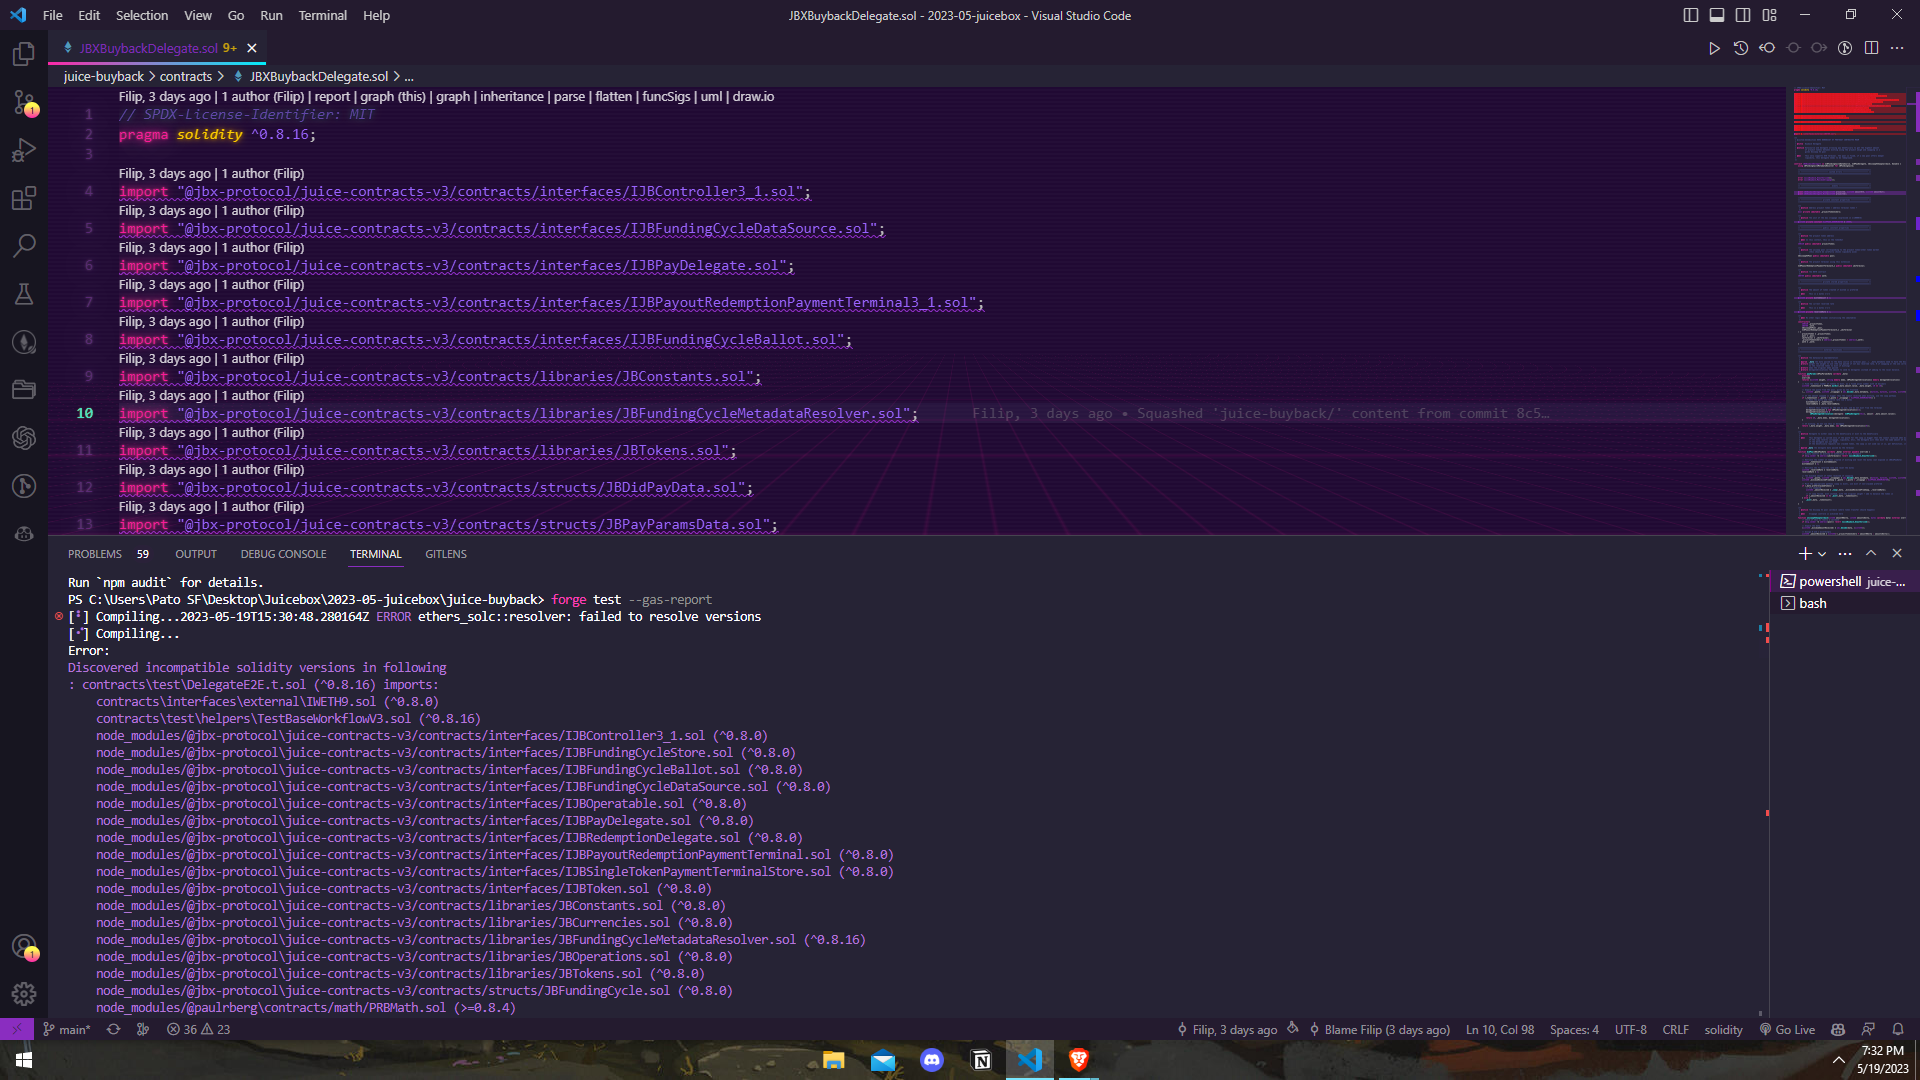 File Edit Selection View Go Run Terminal Help
JBXBuybackDelegate.sol - 2023-05-juicebox - Visual Studio Code
JBXBuybackDelegate.sol 9+
juice-buyback > contracts > JBXBuybackDelegate.sol > ...
Filip, 3 days ago | 1 author (Filip) | report | graph (this) | graph | inheritance | parse | flatten | funcSigs | uml | draw.io
1 // SPDX-License-Identifier: MIT
2 pragma solidity ^0.8.16;
3
Filip, 3 days ago | 1 author (Filip)
4 import "@jbx-protocol/juice-contracts-v3/contracts/interfaces/IJBController3_1.sol";
Filip, 3 days ago | 1 author (Filip)
5 import "@jbx-protocol/juice-contracts-v3/contracts/interfaces/IJBFundingCycleDataSource.sol";
Filip, 3 days ago | 1 author (Filip)
6 import "@jbx-protocol/juice-contracts-v3/contracts/interfaces/IJBPayDelegate.sol";
Filip, 3 days ago | 1 author (Filip)
7 import "@jbx-protocol/juice-contracts-v3/contracts/interfaces/IJBPayoutRedemptionPaymentTerminal3_1.sol";
Filip, 3 days ago | 1 author (Filip)
8 import "@jbx-protocol/juice-contracts-v3/contracts/interfaces/IJBFundingCycleBallot.sol";
Filip, 3 days ago | 1 author (Filip)
9 import "@jbx-protocol/juice-contracts-v3/contracts/libraries/JBConstants.sol";
Filip, 3 days ago | 1 author (Filip)
10 import "@jbx-protocol/juice-contracts-v3/contracts/libraries/JBFundingCycleMetadataResolver.sol"; Filip, 3 days ago • Squashed 'juice-buyback/' content from commit 8c5…
Filip, 3 days ago | 1 author (Filip)
11 import "@jbx-protocol/juice-contracts-v3/contracts/libraries/JBTokens.sol";
Filip, 3 days ago | 1 author (Filip)
12 import "@jbx-protocol/juice-contracts-v3/contracts/structs/JBDidPayData.sol";
Filip, 3 days ago | 1 author (Filip)
13 import "@jbx-protocol/juice-contracts-v3/contracts/structs/JBPayParamsData.sol";
PROBLEMS 59 OUTPUT DEBUG CONSOLE TERMINAL GITLENS
Run `npm audit` for details.
PS C:\Users\Pato SF\Desktop\Juicebox\2023-05-juicebox\juice-buyback> forge test --gas-report
[⠃] Compiling...2023-05-19T15:30:48.280164Z ERROR ethers_solc::resolver: failed to resolve versions
[⠊] Compiling...
Error:
Discovered incompatible solidity versions in following
: contracts\test\DelegateE2E.t.sol (^0.8.16) imports:
contracts\interfaces\external\IWETH9.sol (^0.8.0)
contracts\test\helpers\TestBaseWorkflowV3.sol (^0.8.16)
node_modules/@jbx-protocol\juice-contracts-v3/contracts/interfaces/IJBController3_1.sol (^0.8.0)
node_modules/@jbx-protocol\juice-contracts-v3/contracts/interfaces/IJBFundingCycleStore.sol (^0.8.0)
node_modules/@jbx-protocol\juice-contracts-v3/contracts/interfaces/IJBFundingCycleBallot.sol (^0.8.0)
node_modules/@jbx-protocol\juice-contracts-v3/contracts/interfaces/IJBFundingCycleDataSource.sol (^0.8.0)
node_modules/@jbx-protocol\juice-contracts-v3/contracts/interfaces/IJBOperatable.sol (^0.8.0)
node_modules/@jbx-protocol\juice-contracts-v3/contracts/interfaces/IJBPayDelegate.sol (^0.8.0)
node_modules/@jbx-protocol\juice-contracts-v3/contracts/interfaces/IJBRedemptionDelegate.sol (^0.8.0)
node_modules/@jbx-protocol\juice-contracts-v3/contracts/interfaces/IJBPayoutRedemptionPaymentTerminal.sol (^0.8.0)
node_modules/@jbx-protocol\juice-contracts-v3/contracts/interfaces/IJBSingleTokenPaymentTerminalStore.sol (^0.8.0)
node_modules/@jbx-protocol\juice-contracts-v3/contracts/interfaces/IJBToken.sol (^0.8.0)
node_modules/@jbx-protocol\juice-contracts-v3/contracts/libraries/JBConstants.sol (^0.8.0)
node_modules/@jbx-protocol\juice-contracts-v3/contracts/libraries/JBCurrencies.sol (^0.8.0)
node_modules/@jbx-protocol\juice-contracts-v3/contracts/libraries/JBFundingCycleMetadataResolver.sol (^0.8.16)
node_modules/@jbx-protocol\juice-contracts-v3/contracts/libraries/JBOperations.sol (^0.8.0)
node_modules/@jbx-protocol\juice-contracts-v3/contracts/libraries/JBTokens.sol (^0.8.0)
node_modules/@jbx-protocol\juice-contracts-v3/contracts/structs/JBFundingCycle.sol (^0.8.0)
node_modules/@paulrberg\contracts/math/PRBMath.sol (>=0.8.4)
powershell juice-...
bash
main* 36 23 Filip, 3 days ago Blame Filip (3 days ago) Ln 10, Col 98 Spaces: 4 UTF-8 CRLF solidity Go Live
7:32 PM
5/19/2023